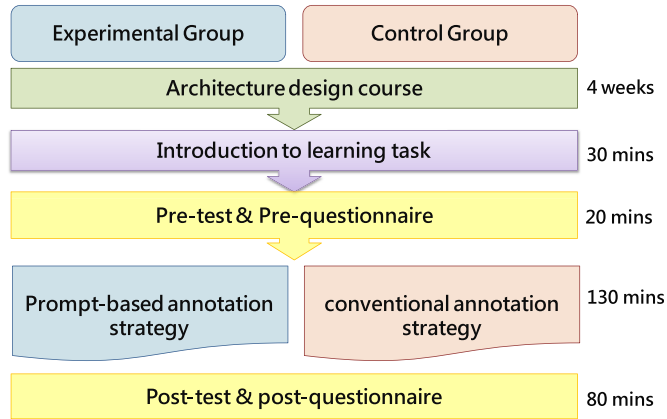 Experimental Group
Control Group
Architecture design course
4 weeks
Introduction to learning task
30 mins
Pre-test & Pre-questionnaire
20 mins
Prompt-based annotation
strategy
conventional annotation
strategy
130 mins
Post-test & post-questionnaire
80 mins